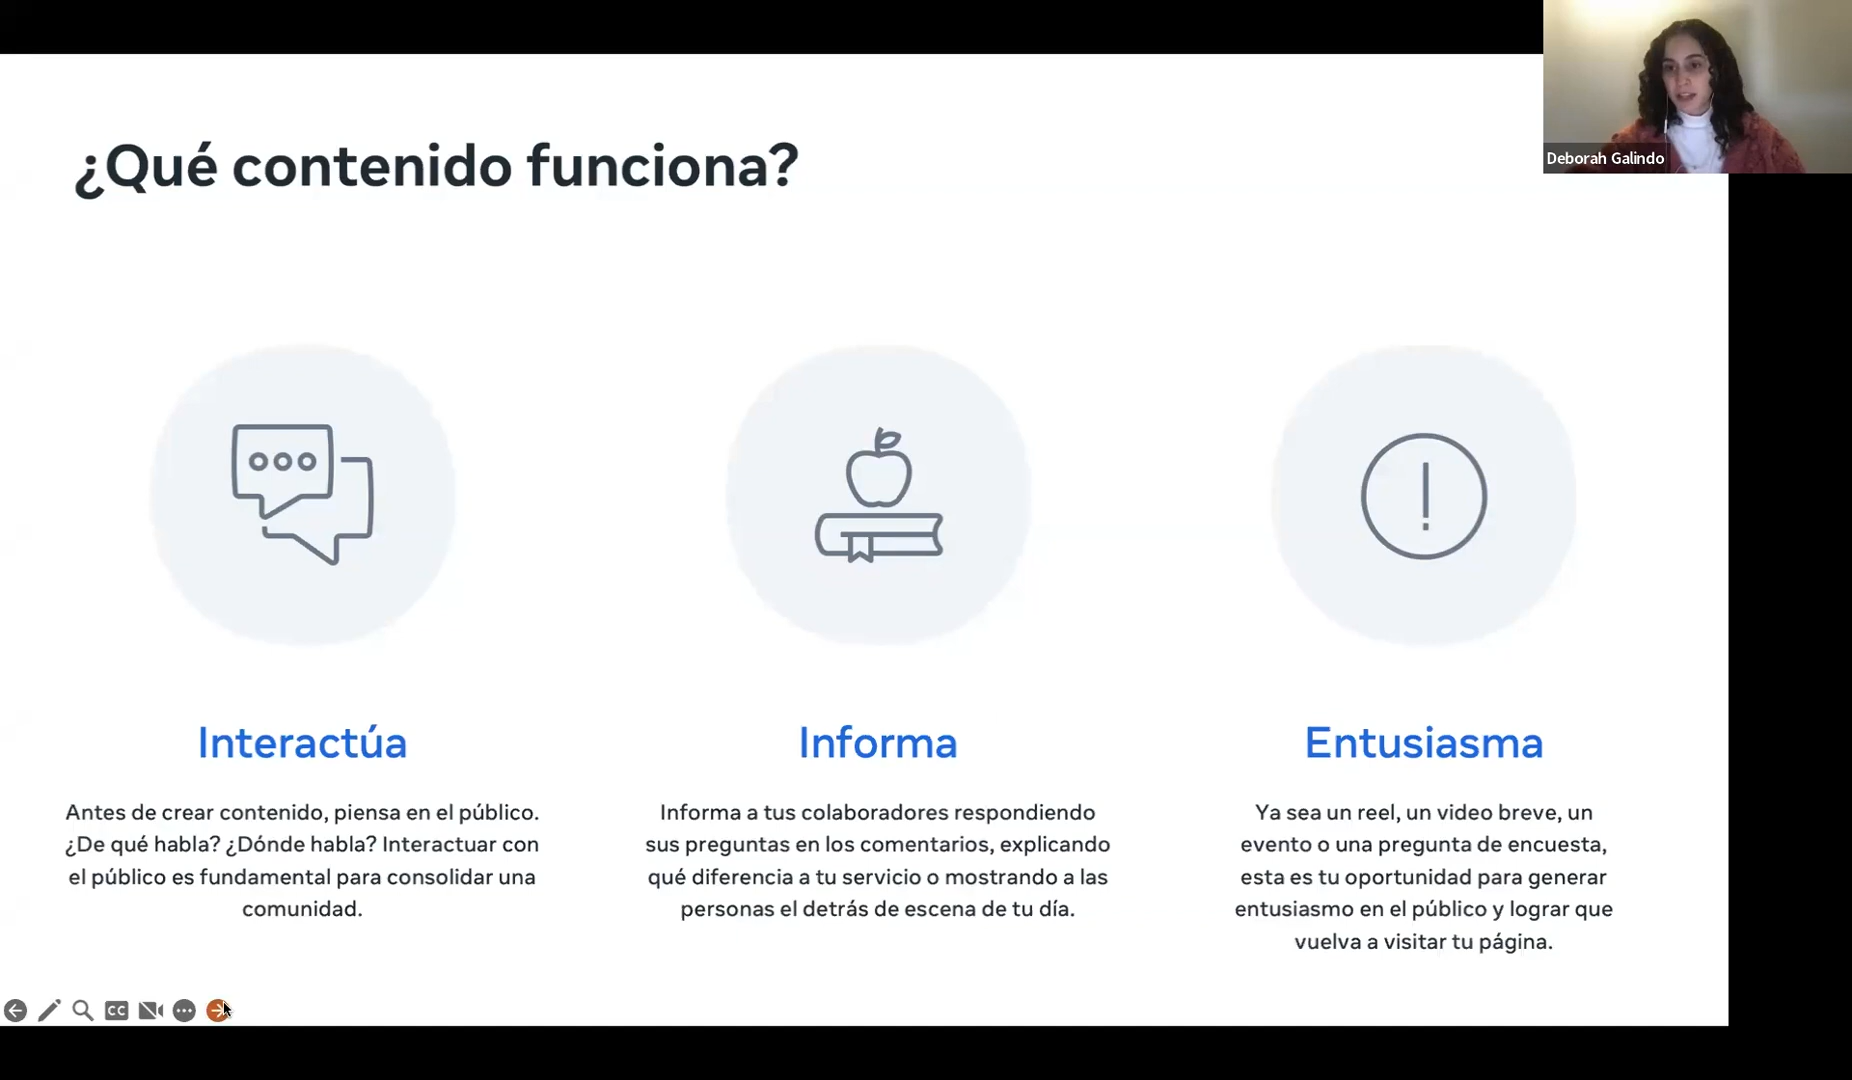 Deborah Galindo
¿Qué contenido funciona?
Interactúa
Antes de crear contenido, piensa en el público.
¿De qué habla? ¿Dónde habla? Interactuar con
el público es fundamental para consolidar una
comunidad.
Informa
Informa a tus colaboradores respondiendo
sus preguntas en los comentarios, explicando
qué diferencia a tu servicio o mostrando a las
personas el detrás de escena de tu día.
Entusiasma
Ya sea un reel, un video breve, un
evento o una pregunta de encuesta,
esta es tu oportunidad para generar
entusiasmo en el público y lograr que
vuelva a visitar tu página.
CC